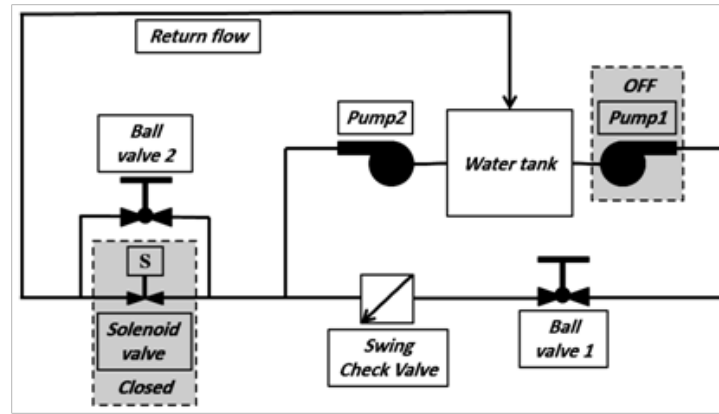 Return flow
OFF
Pump2
Pump1
Ball
valve 2
Water tank
S
Solenoid
valve
Closed
Swing
Check Valve
Ball
valve 1